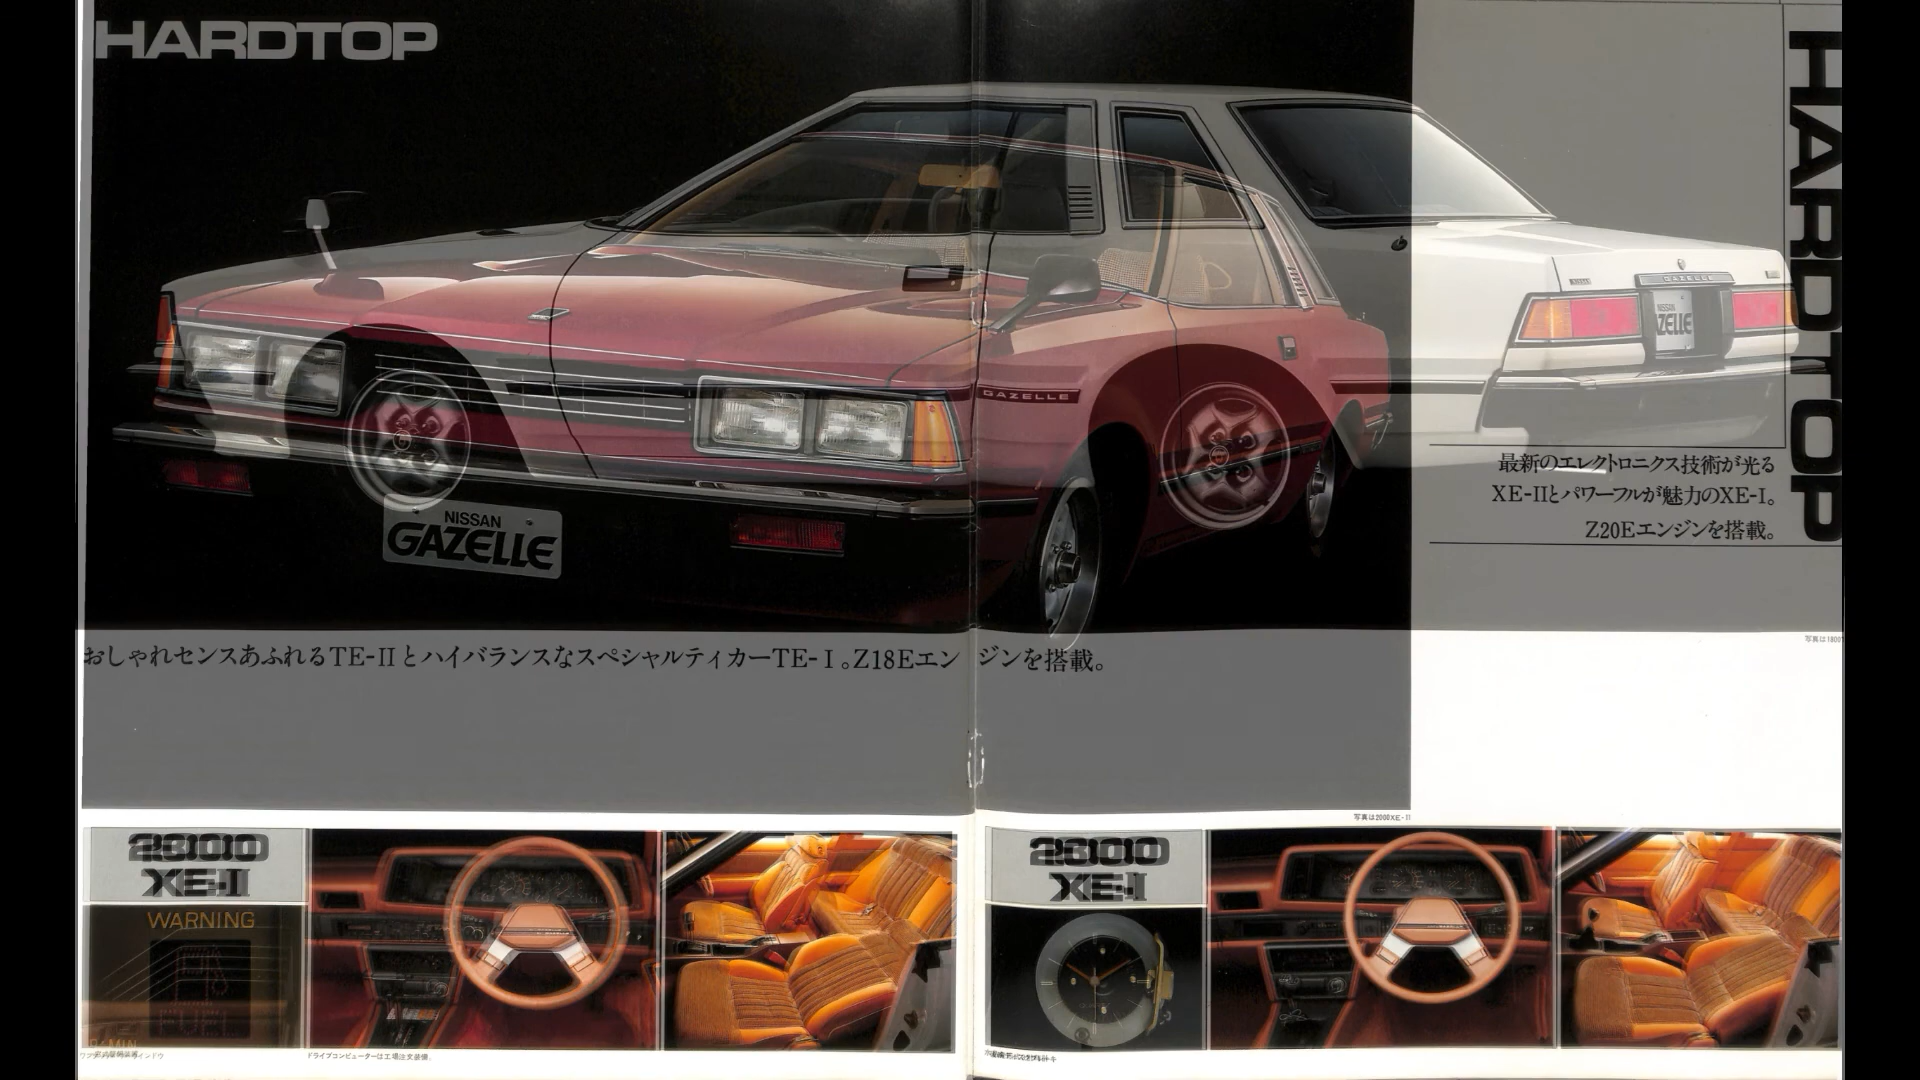 HARDTOP
HARDTOP
GAZELLE
NISSAN
GAZELLE
GAZELLE
NISSAN
最新のエレクトロニクス技術が光る
XE-IIとパワーフルが魅力のXE-I。
Z20Eエンジンを搭載。
おしゃれセンスあふれるTE-IIとハイバランスなスペシャルティカーTE-I。Z18Eエンジンを搭載。
写真は2000XE-II
WARNING
ドライブコンピューターは工場注文装備。